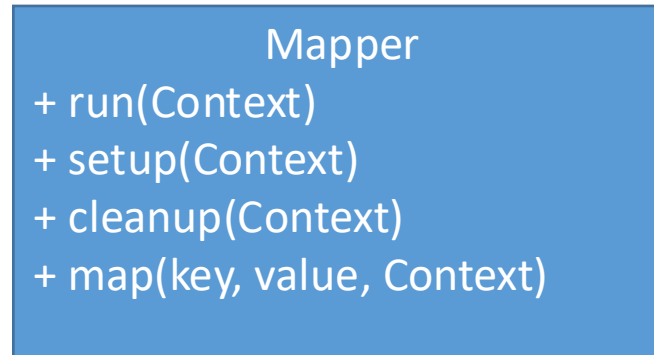 Mapper
+ run(Context)
+ setup(Context)
+ cleanup(Context)
+ map(key, value, Context)